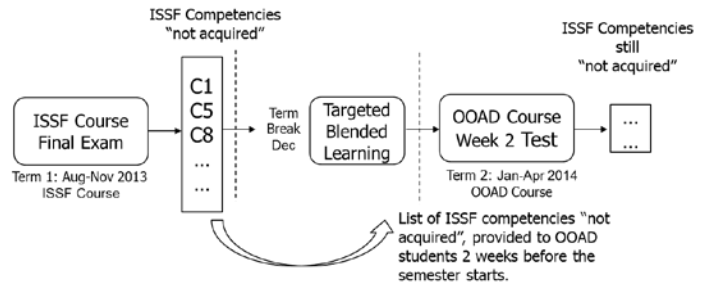 ISSF Competencies
"not acquired"
ISSF Competencies
still
"not acquired"
C1
C5
C8
...
...
ISSF Course
Final Exam
Term 1: Aug-Nov 2013
ISSF Course
Term
Break
Dec
Targeted
Blended
Learning
OOAD Course
Week 2 Test
Term 2: Jan-Apr 2014
OOAD Course
...
...
List of ISSF competencies "not
acquired", provided to OOAD
students 2 weeks before the
semester starts.